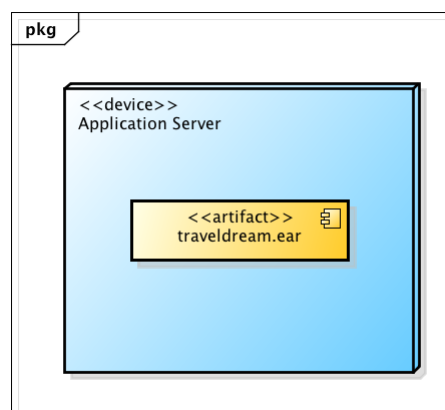 pkg
<<device>>
Application Server
<<artifact>>
traveldream.ear